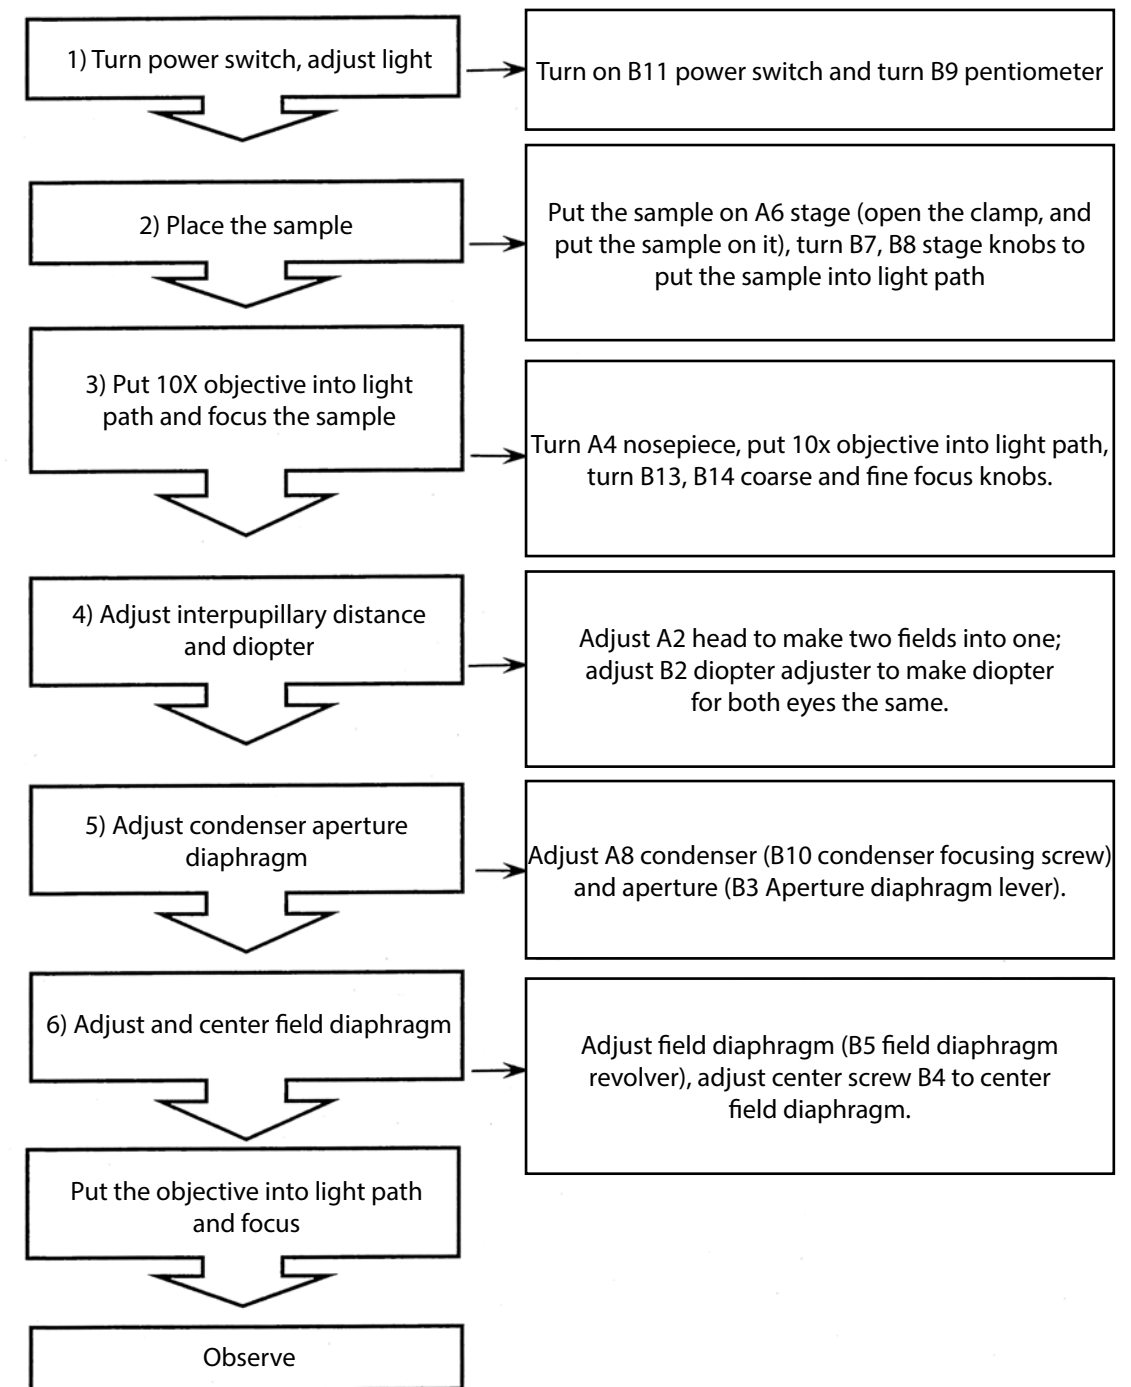 1) Turn power switch, adjust light
Turn on B11 power switch and turn B9 pentiometer
2) Place the sample
Put the sample on A6 stage (open the clamp, and
put the sample on it), turn B7, B8 stage knobs to
put the sample into light path
3) Put 10X objective into light
path and focus the sample
Turn A4 nosepiece, put 10x objective into light path,
turn B13, B14 coarse and fine focus knobs.
4) Adjust interpupillary distance
and diopter
Adjust A2 head to make two fields into one;
adjust B2 diopter adjuster to make diopter
for both eyes the same.
5) Adjust condenser aperture
diaphragm
Adjust A8 condenser (B10 condenser focusing screw)
and aperture (B3 Aperture diaphragm lever).
6) Adjust and center field diaphragm
Adjust field diaphragm (B5 field diaphragm
revolver), adjust center screw B4 to center
field diaphragm.
Put the objective into light path
and focus
Observe